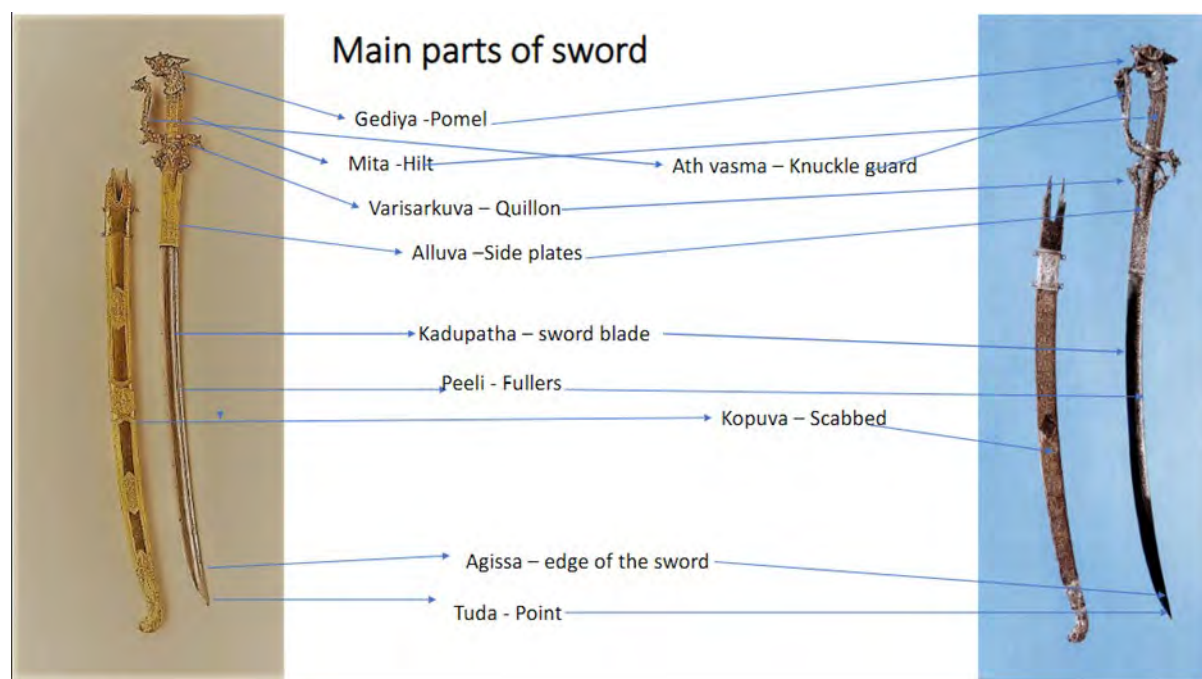 Main parts of sword
Gediya -Pomel
Mita -Hilt
Ath vasma – Knuckle guard
Varisarkuva – Quillon
Alluva –Side plates
Kadupatha – sword blade
Peeli - Fullers
Kopuva – Scabbed
Agissa – edge of the sword
Tuda - Point